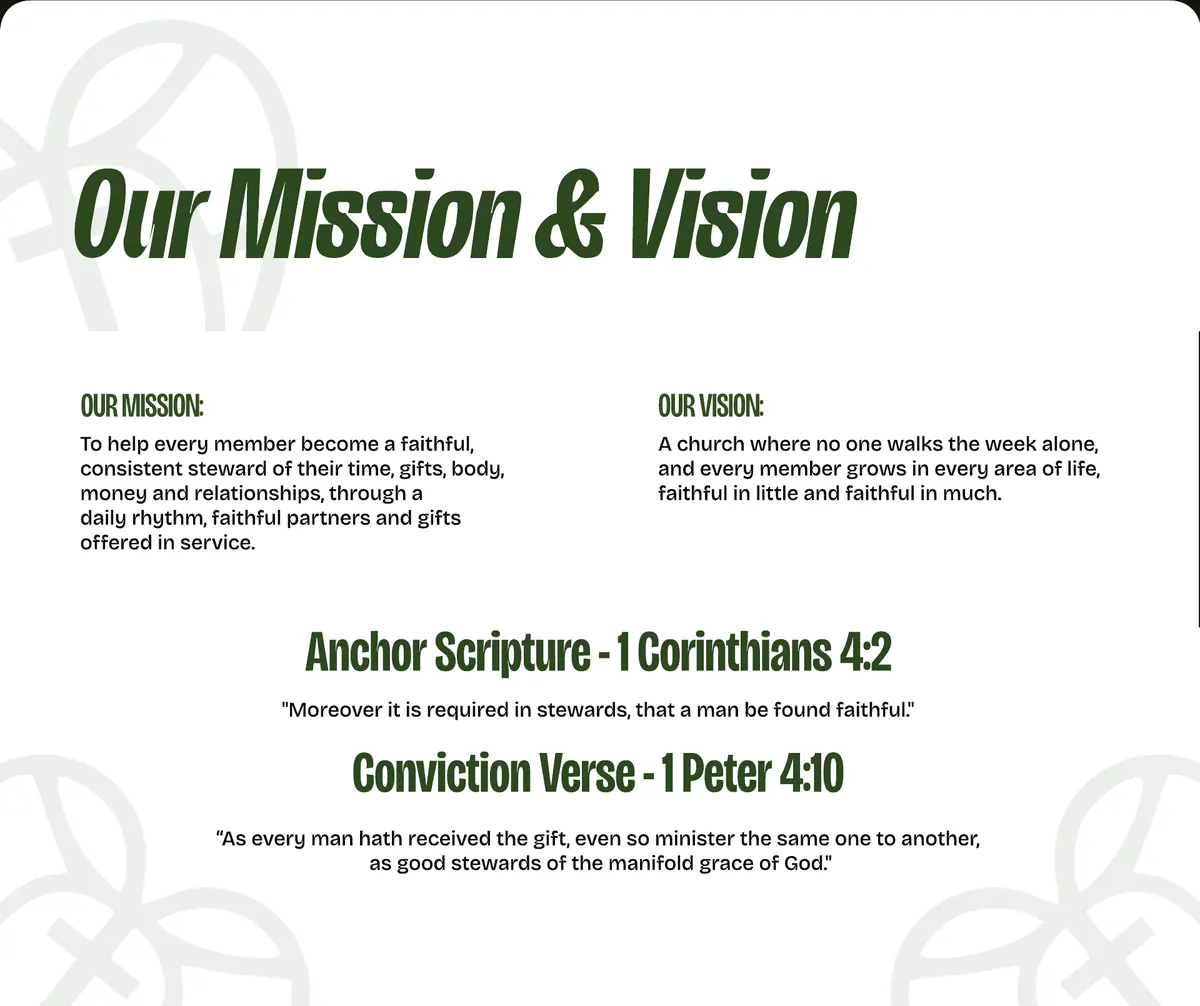 Our Mission & Vision
OUR MISSION:
To help every member become a faithful,
consistent steward of their time, gifts, body,
money and relationships, through a
daily rhythm, faithful partners and gifts
offered in service.
OUR VISION:
A church where no one walks the week alone,
and every member grows in every area of life,
faithful in little and faithful in much.
Anchor Scripture - 1 Corinthians 4:2
"Moreover it is required in stewards, that a man be found faithful."
Conviction Verse - 1 Peter 4:10
“As every man hath received the gift, even so minister the same one to another,
as good stewards of the manifold grace of God."